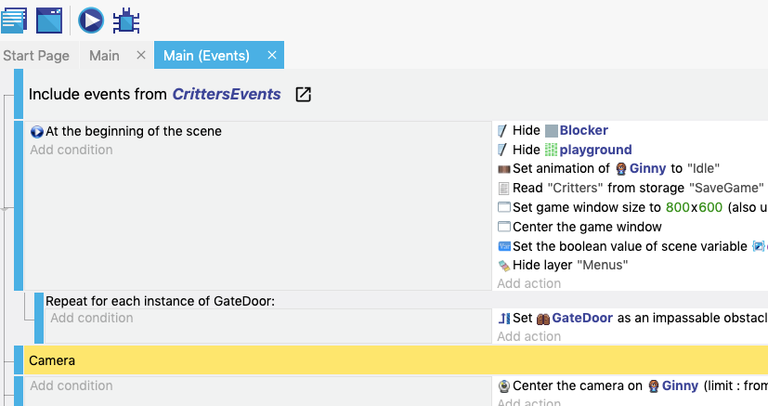 Start Page Main × Main (Events) ×
Include events from CrittersEvents
At the beginning of the scene
Add condition
Hide Blocker
Hide playground
Set animation of Ginny to "Idle"
Read "Critters" from storage "SaveGame"
Set game window size to 800x600 (also u
Center the game window
Set the boolean value of scene variable
Hide layer "Menus"
Add action
Repeat for each instance of GateDoor:
Add condition
Set GateDoor as an impassable obstacl
Add action
Camera
Add condition
Center the camera on Ginny (limit : from
Add action